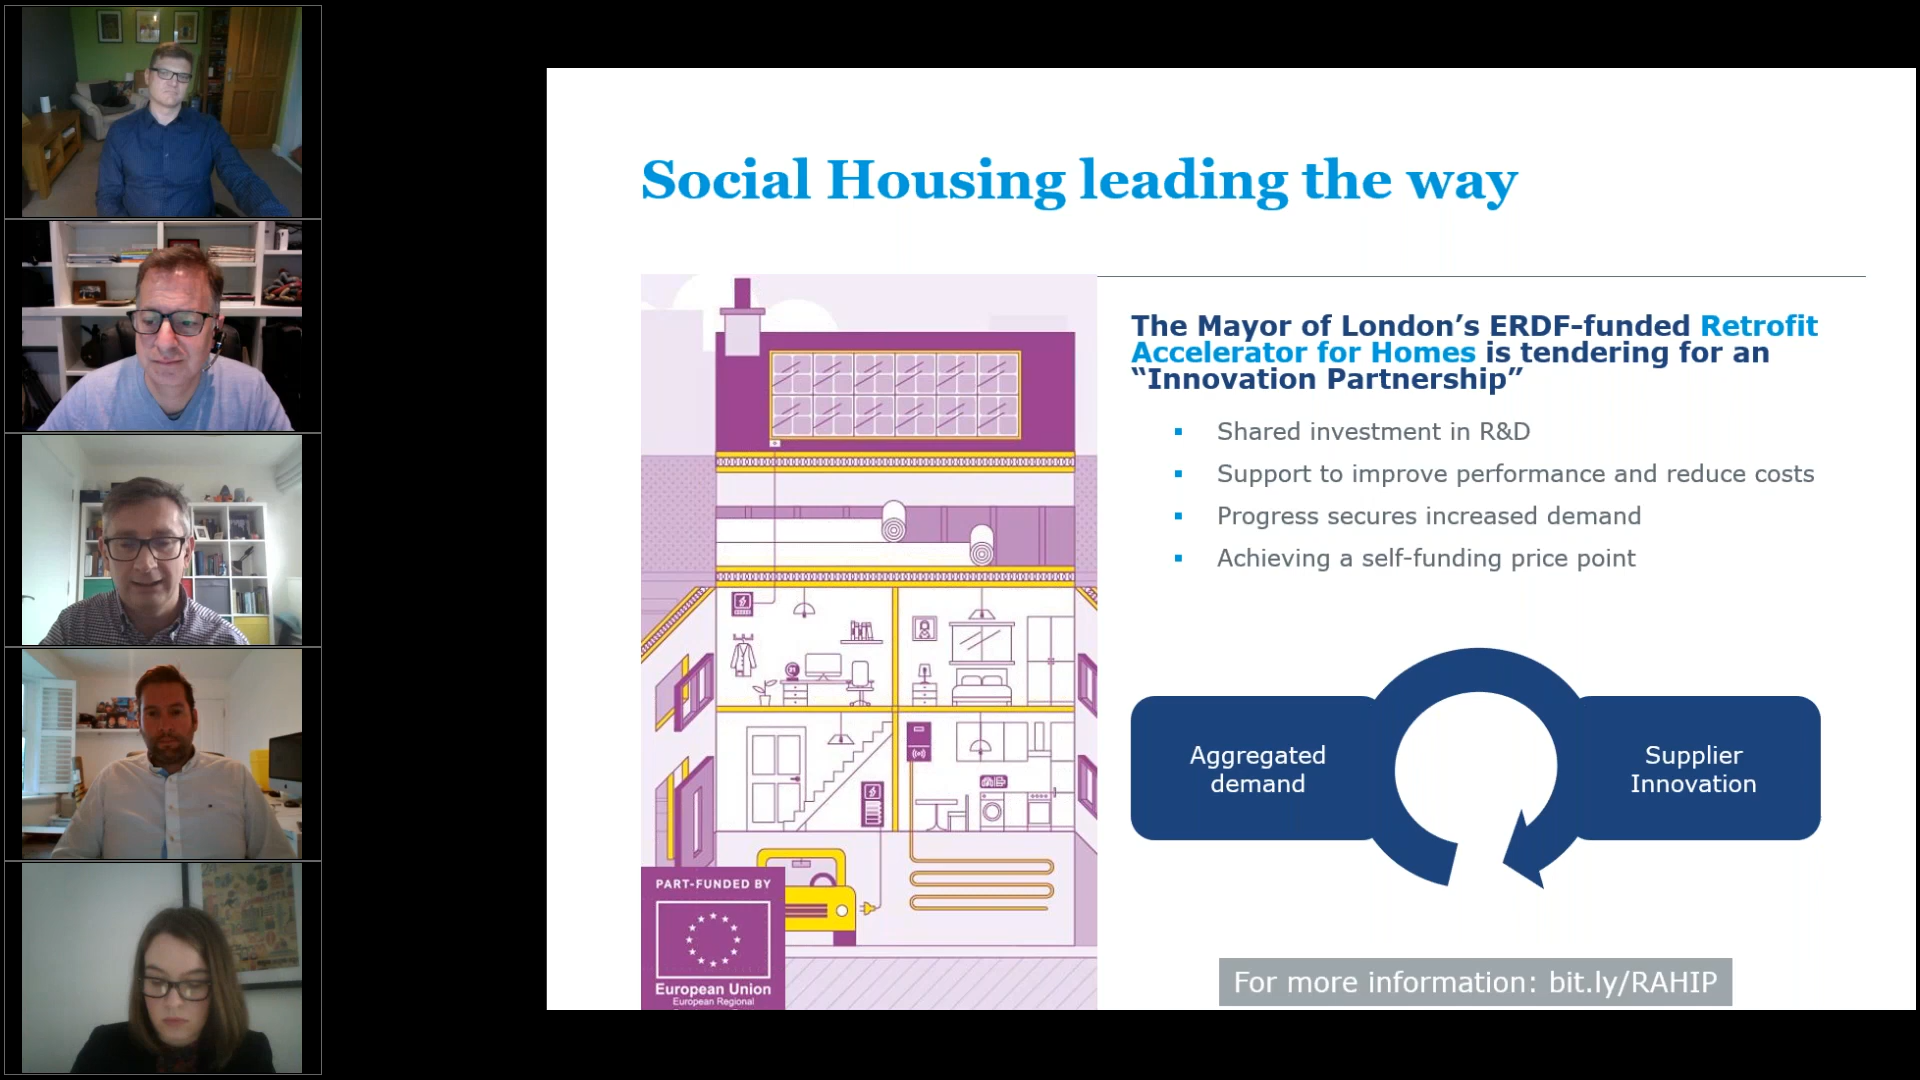 Social Housing leading the way
The Mayor of London’s ERDF-funded Retrofit
Accelerator for Homes is tendering for an
“Innovation Partnership”
Shared investment in R&D
Support to improve performance and reduce costs
Progress secures increased demand
Achieving a self-funding price point
Aggregated
demand
Supplier
Innovation
PART-FUNDED BY
European Union
European Regional
For more information: bit.ly/RAHIP